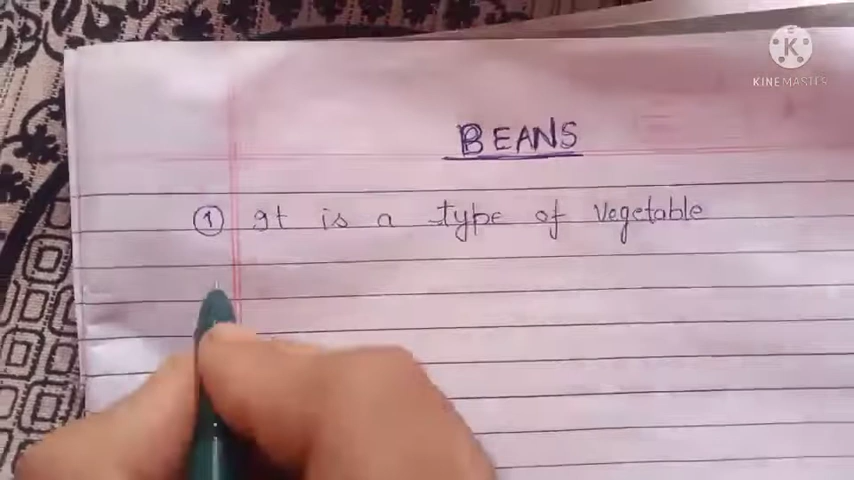 K
KINEMASTER
BEANS
1 It is a type of vegetable